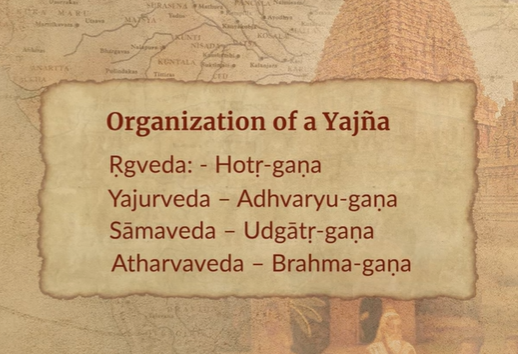 Organization of a Yajña
Ṛgveda: - Hotṛ-gaṇa
Yajurveda – Adhvaryu-gaṇa
Sāmaveda – Udgātṛ-gaṇa
Atharvaveda – Brahma-gaṇa